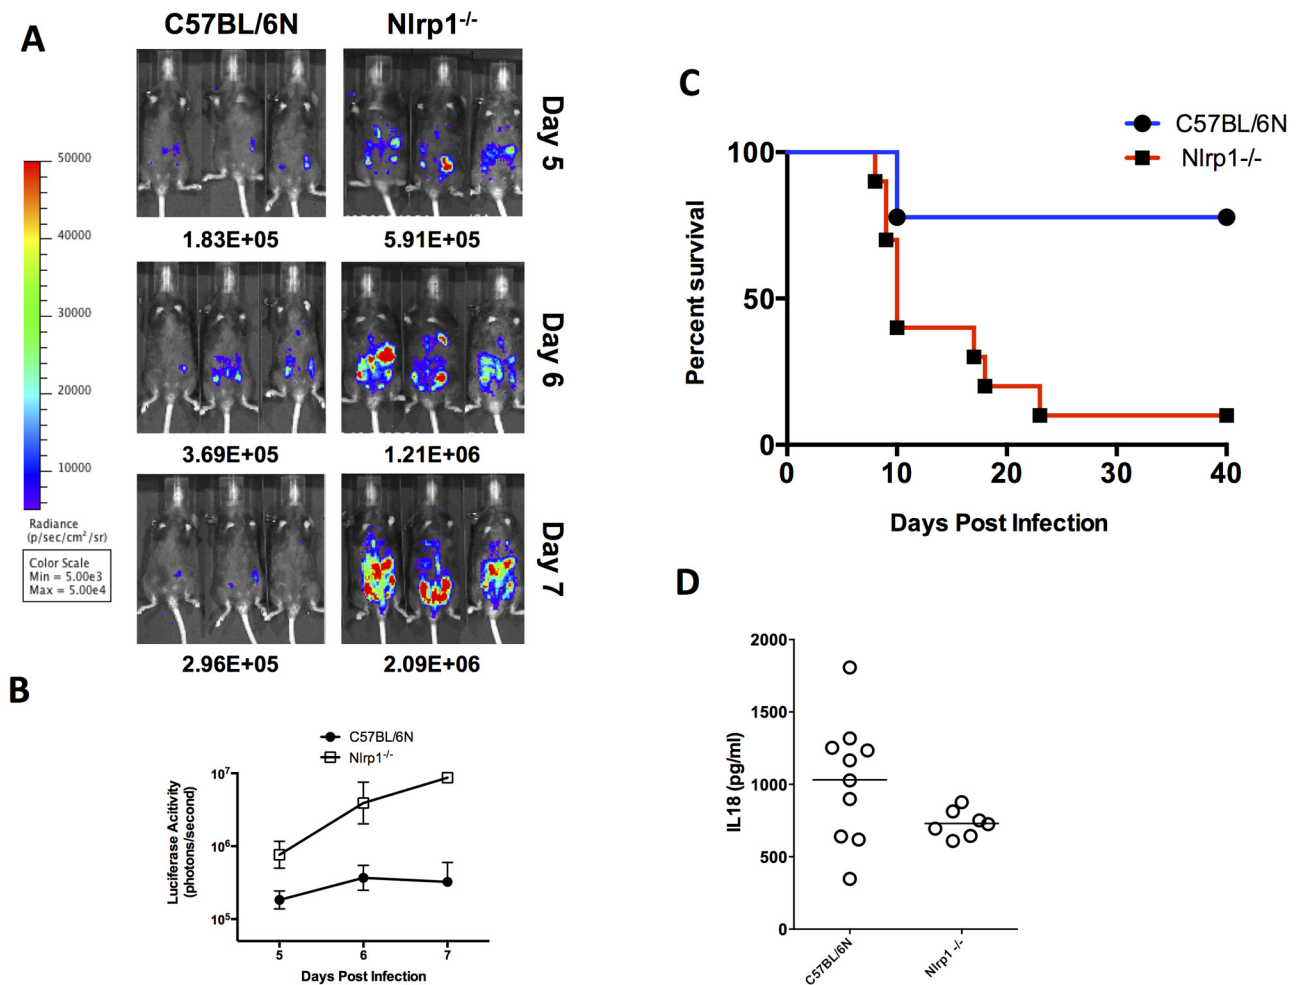 A
C57BL/6N
Nlrp1-/-
Day 5
50000
40000
30000
20000
10000
Radiance
(p/sec/cm²/sr)
Color Scale
Min = 5.00e3
Max = 5.00e4
1.83E+05
5.91E+05
Day 6
3.69E+05
1.21E+06
Day 7
2.96E+05
2.09E+06
B
C57BL/6N
Nlrp1-/-
Luciferase Acitivity
(photons/second)
10⁷
10⁶
10⁵
5
6
7
Days Post Infection
C
C57BL/6N
Nlrp1-/-
Percent survival
100
50
0
0
10
20
30
40
Days Post Infection
D
IL18 (pg/ml)
2000
1500
1000
500
0
C57BL/6N
Nlrp1 -/-